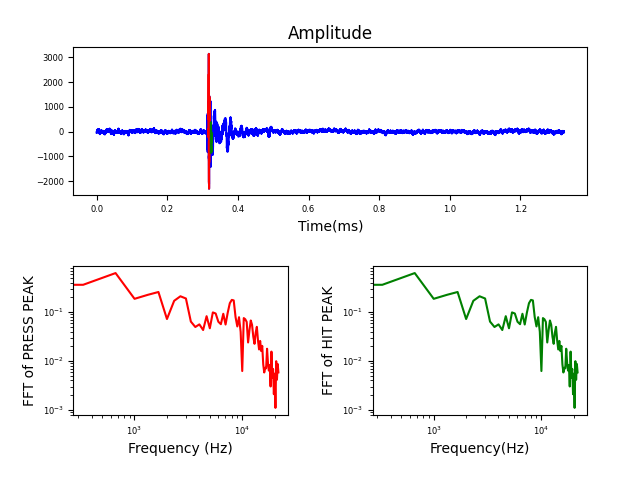 Amplitude
3000
2000
1000
0
−1000
−2000
0.0 0.2 0.4 0.6 0.8 1.0 1.2
Time(ms)
FFT of PRESS PEAK
10⁻¹
10⁻²
10⁻³
10³ 10⁴
Frequency (Hz)
FFT of HIT PEAK
10⁻¹
10⁻²
10⁻³
10³ 10⁴
Frequency(Hz)